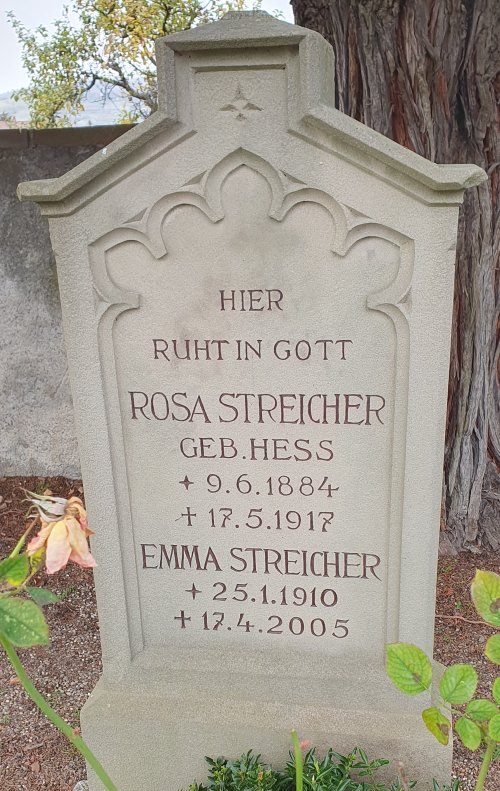 HIER
RUHT IN GOTT
ROSA STREICHER
GEB. HESS
✦ 9.6.1884
✝ 17.5.1917
EMMA STREICHER
✦ 25.1.1910
✝ 17.4.2005